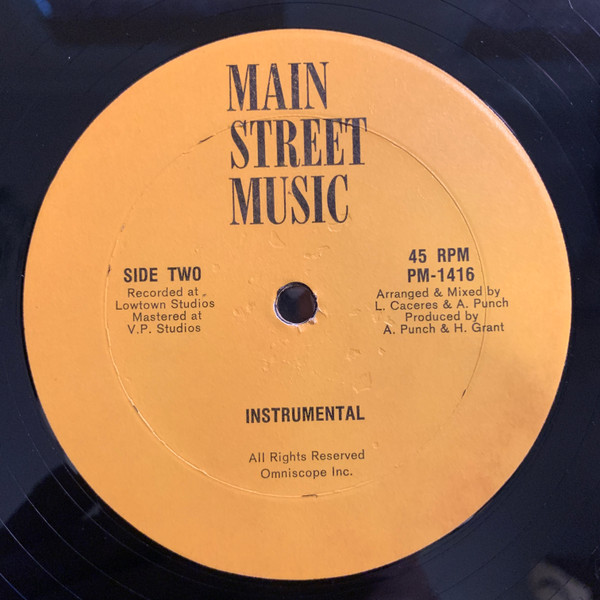 MAIN
STREET
MUSIC
SIDE TWO
Recorded at
Lowtown Studios
Mastered at
V.P. Studios
45 RPM
PM-1416
Arranged & Mixed by
L. Caceres & A. Punch
Produced by
A. Punch & H. Grant
INSTRUMENTAL
All Rights Reserved
Omniscope Inc.